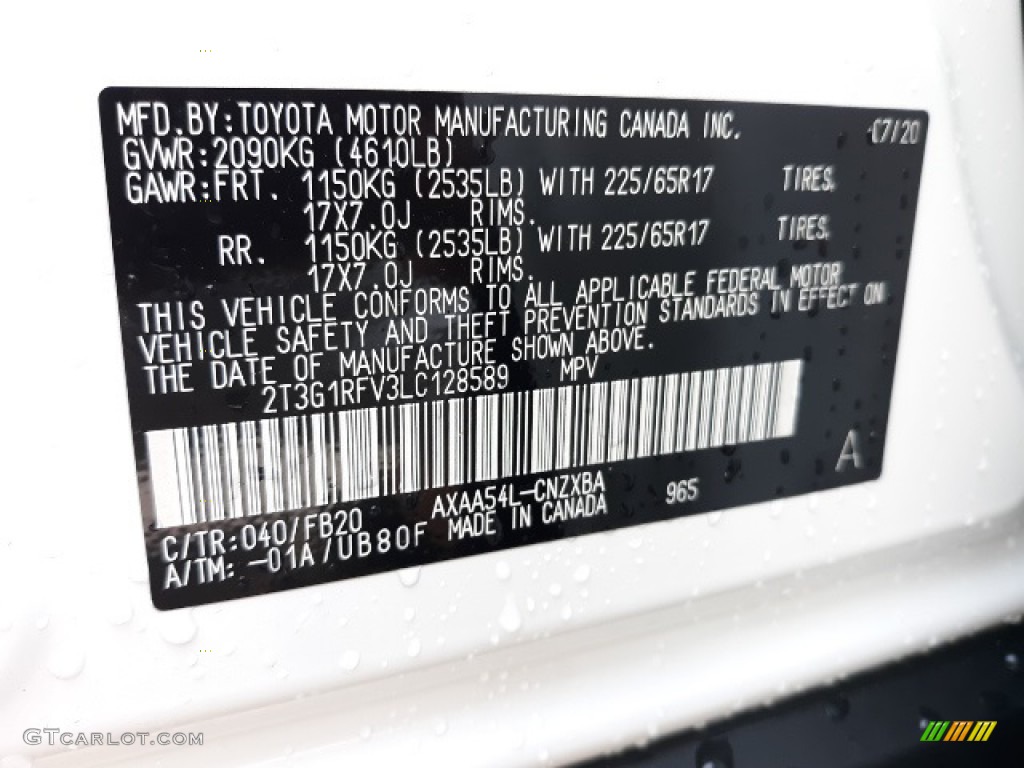 MFD.BY:TOYOTA MOTOR MANUFACTURING CANADA INC. 07/20
GVWR:2090KG (4610LB)
GAWR:FRT. 1150KG (2535LB) WITH 225/65R17 TIRES.
17X7.0J RIMS.
RR. 1150KG (2535LB) WITH 225/65R17 TIRES.
17X7.0J RIMS.
THIS VEHICLE CONFORMS TO ALL APPLICABLE FEDERAL MOTOR
VEHICLE SAFETY AND THEFT PREVENTION STANDARDS IN EFFECT ON
THE DATE OF MANUFACTURE SHOWN ABOVE.
2T3G1RFV3LC128589 MPV
A
C/TR:040/FB20 AXAA54L-CNZXBA 965
A/TM:-01A/UB80F MADE IN CANADA
GTCARLOT.COM